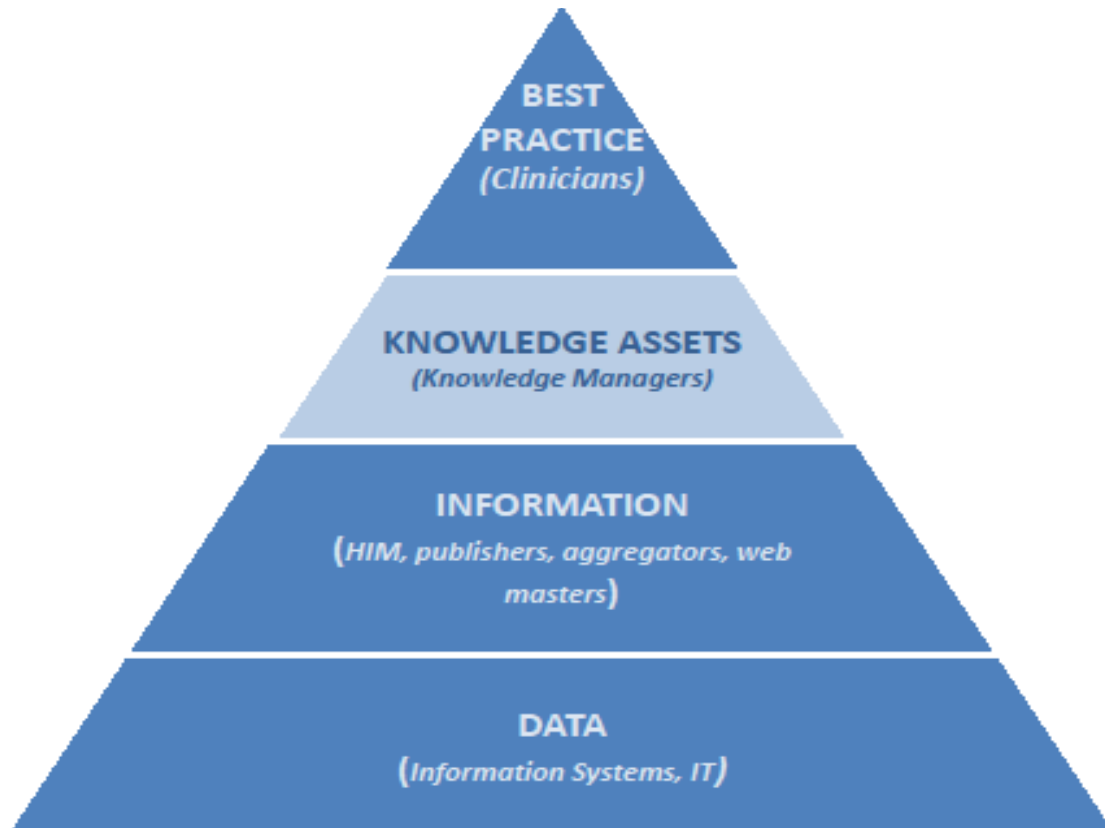 BEST
PRACTICE
(Clinicians)
KNOWLEDGE ASSETS
(Knowledge Managers)
INFORMATION
(HIM, publishers, aggregators, web
masters)
DATA
(Information Systems, IT)